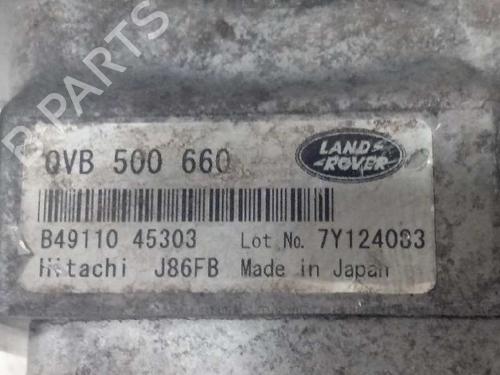 B-PARTS
QVB 500 660
LAND-
-ROVER
B49110 45303 Lot No. 7Y124083
Hitachi J86FB Made in Japan